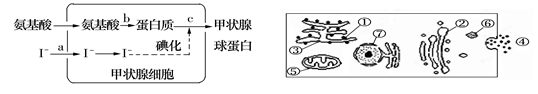 氨基酸 氨基酸 b 蛋白质 c 甲状腺
球蛋白
I⁻ a I⁻ I⁻ 碘化
甲状腺细胞
① ② ⑥
③ ⑦ ④
⑤